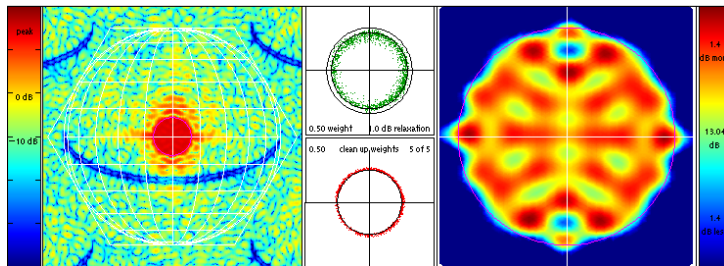 peak
0 dB
-10 dB
0.50 weight 1.0 dB relaxation
0.50 clean up weights 5 of 5
1.4
dB mor
13.04
dB
1.4